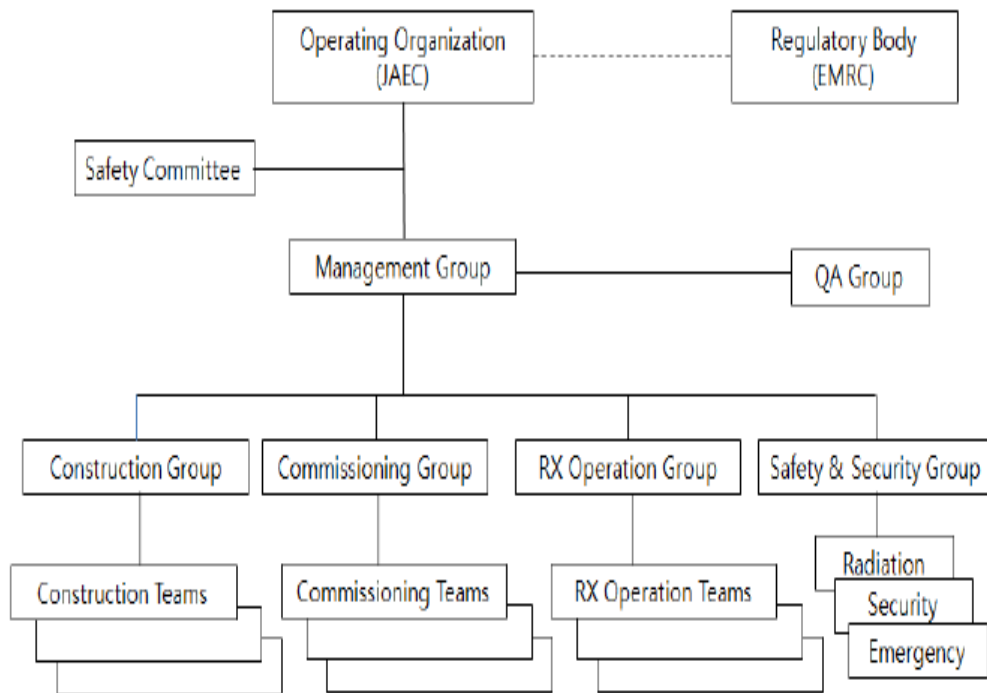 Operating Organization
(JAEC)
Regulatory Body
(EMRC)
Safety Committee
Management Group
QA Group
Construction Group
Commissioning Group
RX Operation Group
Safety & Security Group
Construction Teams
Commissioning Teams
RX Operation Teams
Radiation
Security
Emergency